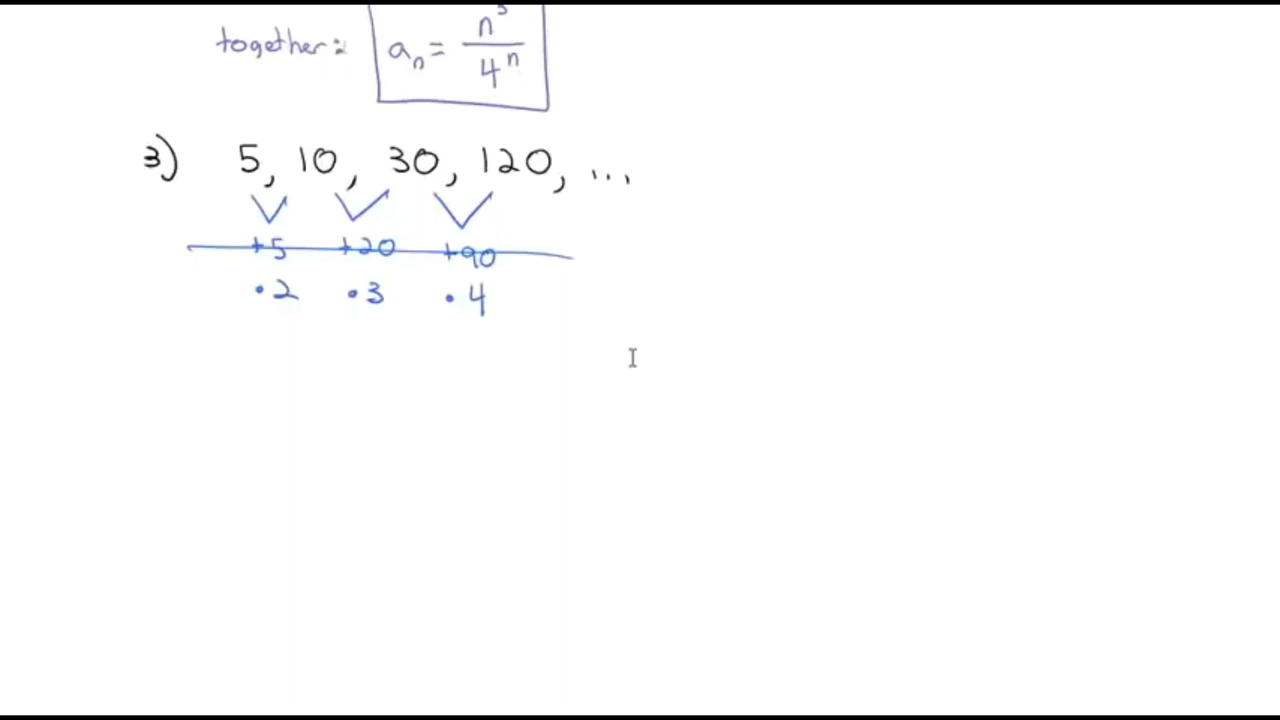 together: aₙ = n³/4ⁿ
3) 5, 10, 30, 120, ...
+5 +20 +90
·2 ·3 ·4